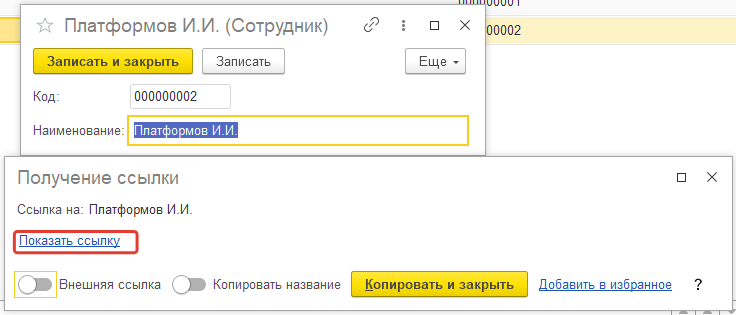 000000001
000000002
Платформов И.И. (Сотрудник)
Записать и закрыть Записать Еще
Код: 000000002
Наименование: Платформов И.И.
Получение ссылки
Ссылка на: Платформов И.И.
Показать ссылку
Внешняя ссылка Копировать название Копировать и закрыть Добавить в избранное ?